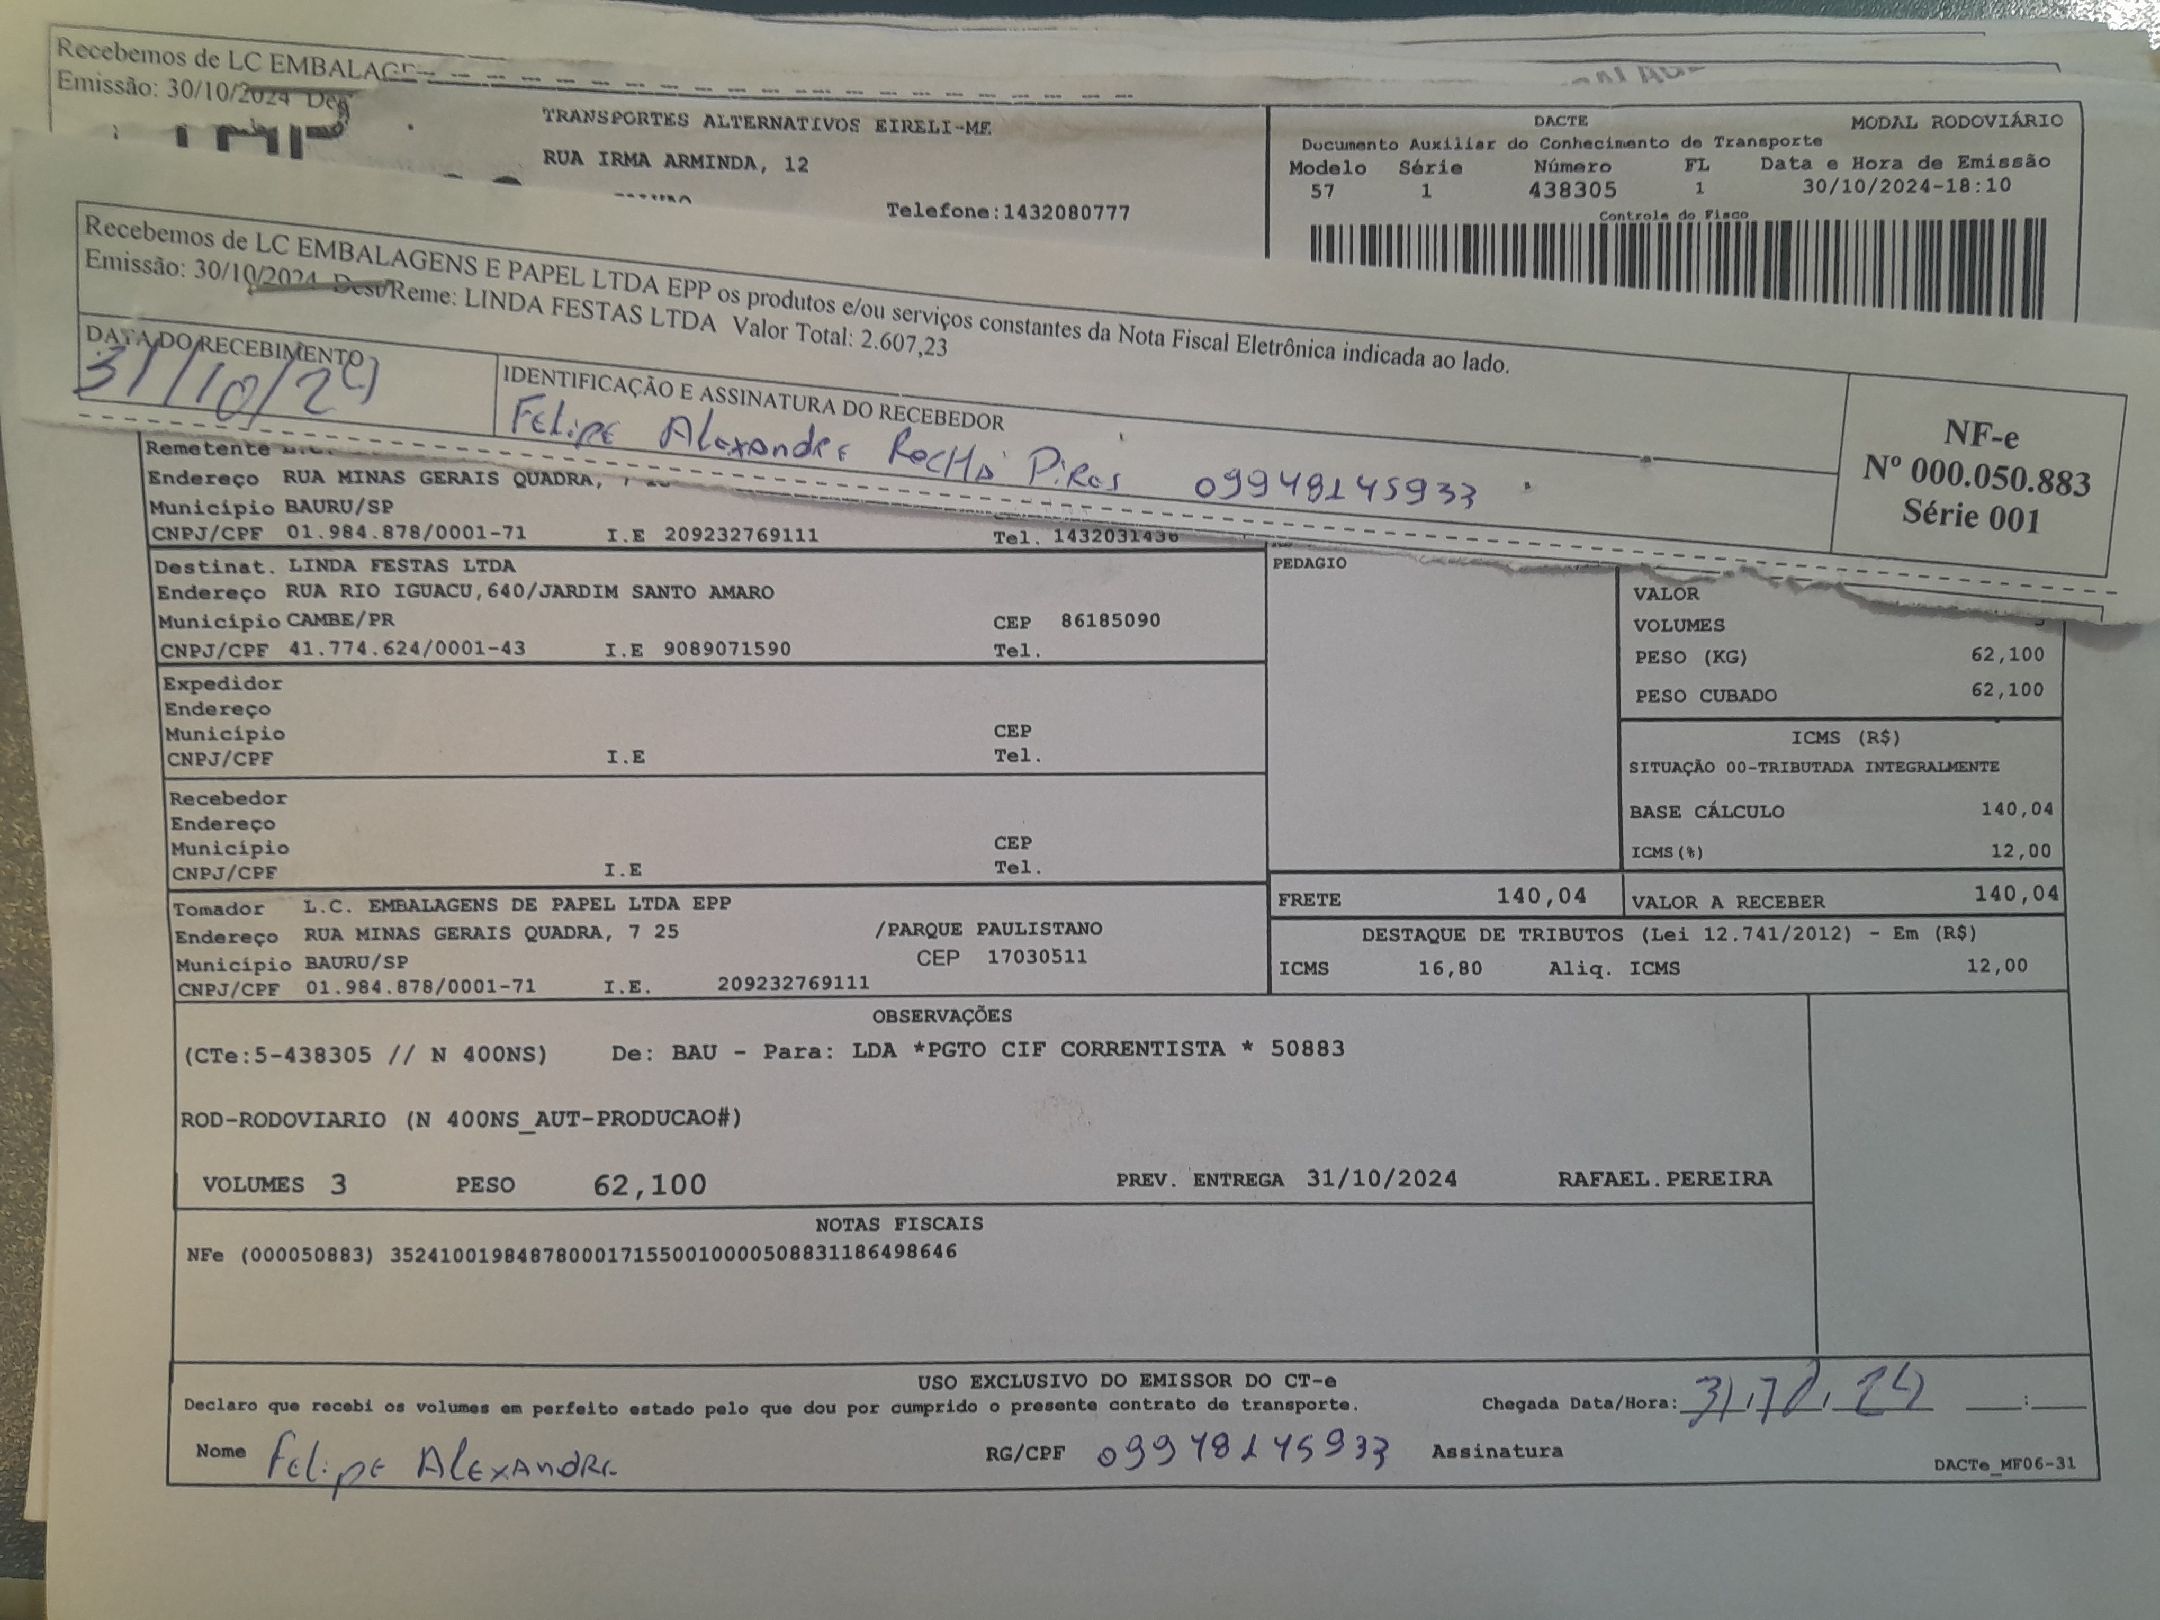 Recebemos de LC EMBALAGE
Emissão: 30/10/2024 Des
TRANSPORTES ALTERNATIVOS EIRELI-ME
RUA IRMA ARMINDA, 12
Telefone:1432080777
DACTE MODAL RODOVIÁRIO
Documento Auxiliar do Conhecimento de Transporte
Modelo Série Número FL Data e Hora de Emissão
57 1 438305 1 30/10/2024-18:10
Controle do Fisco
Recebemos de LC EMBALAGENS E PAPEL LTDA EPP os produtos e/ou serviços constantes da Nota Fiscal Eletrônica indicada ao lado.
Emissão: 30/10/2024 Dest/Reme: LINDA FESTAS LTDA Valor Total: 2.607,23
DATA DO RECEBIMENTO
31/10/24
IDENTIFICAÇÃO E ASSINATURA DO RECEBEDOR
Felipe Alexandre Rocha Pires 09948145933
NF-e
Nº 000.050.883
Série 001
Remetente
Endereço RUA MINAS GERAIS QUADRA,
Município BAURU/SP
CNPJ/CPF 01.984.878/0001-71 I.E 209232769111 Tel. 1432031436
Destinat. LINDA FESTAS LTDA
Endereço RUA RIO IGUACU,640/JARDIM SANTO AMARO
Município CAMBE/PR CEP 86185090
CNPJ/CPF 41.774.624/0001-43 I.E 9089071590 Tel.
Expedidor
Endereço
Município CEP
CNPJ/CPF I.E Tel.
Recebedor
Endereço
Município CEP
CNPJ/CPF I.E Tel.
Tomador L.C. EMBALAGENS DE PAPEL LTDA EPP
Endereço RUA MINAS GERAIS QUADRA, 7 25 /PARQUE PAULISTANO
Município BAURU/SP CEP 17030511
CNPJ/CPF 01.984.878/0001-71 I.E. 209232769111
PEDAGIO
VALOR
VOLUMES
PESO (KG) 62,100
PESO CUBADO 62,100
ICMS (R$)
SITUAÇÃO 00-TRIBUTADA INTEGRALMENTE
BASE CÁLCULO 140,04
ICMS(%) 12,00
FRETE 140,04 VALOR A RECEBER 140,04
DESTAQUE DE TRIBUTOS (Lei 12.741/2012) - Em (R$)
ICMS 16,80 Aliq. ICMS 12,00
OBSERVAÇÕES
(CTe:5-438305 // N 400NS) De: BAU - Para: LDA *PGTO CIF CORRENTISTA * 50883
ROD-RODOVIARIO (N 400NS_AUT-PRODUCAO#)
VOLUMES 3 PESO 62,100 PREV. ENTREGA 31/10/2024 RAFAEL.PEREIRA
NOTAS FISCAIS
NFe (000050883) 35241001984878000171550010000508831186498646
USO EXCLUSIVO DO EMISSOR DO CT-e
Declaro que recebi os volumes em perfeito estado pelo que dou por cumprido o presente contrato de transporte. Chegada Data/Hora: 31/10/24 :
Nome Felipe Alexandre RG/CPF 09948145933 Assinatura
DACTe_MF06-31